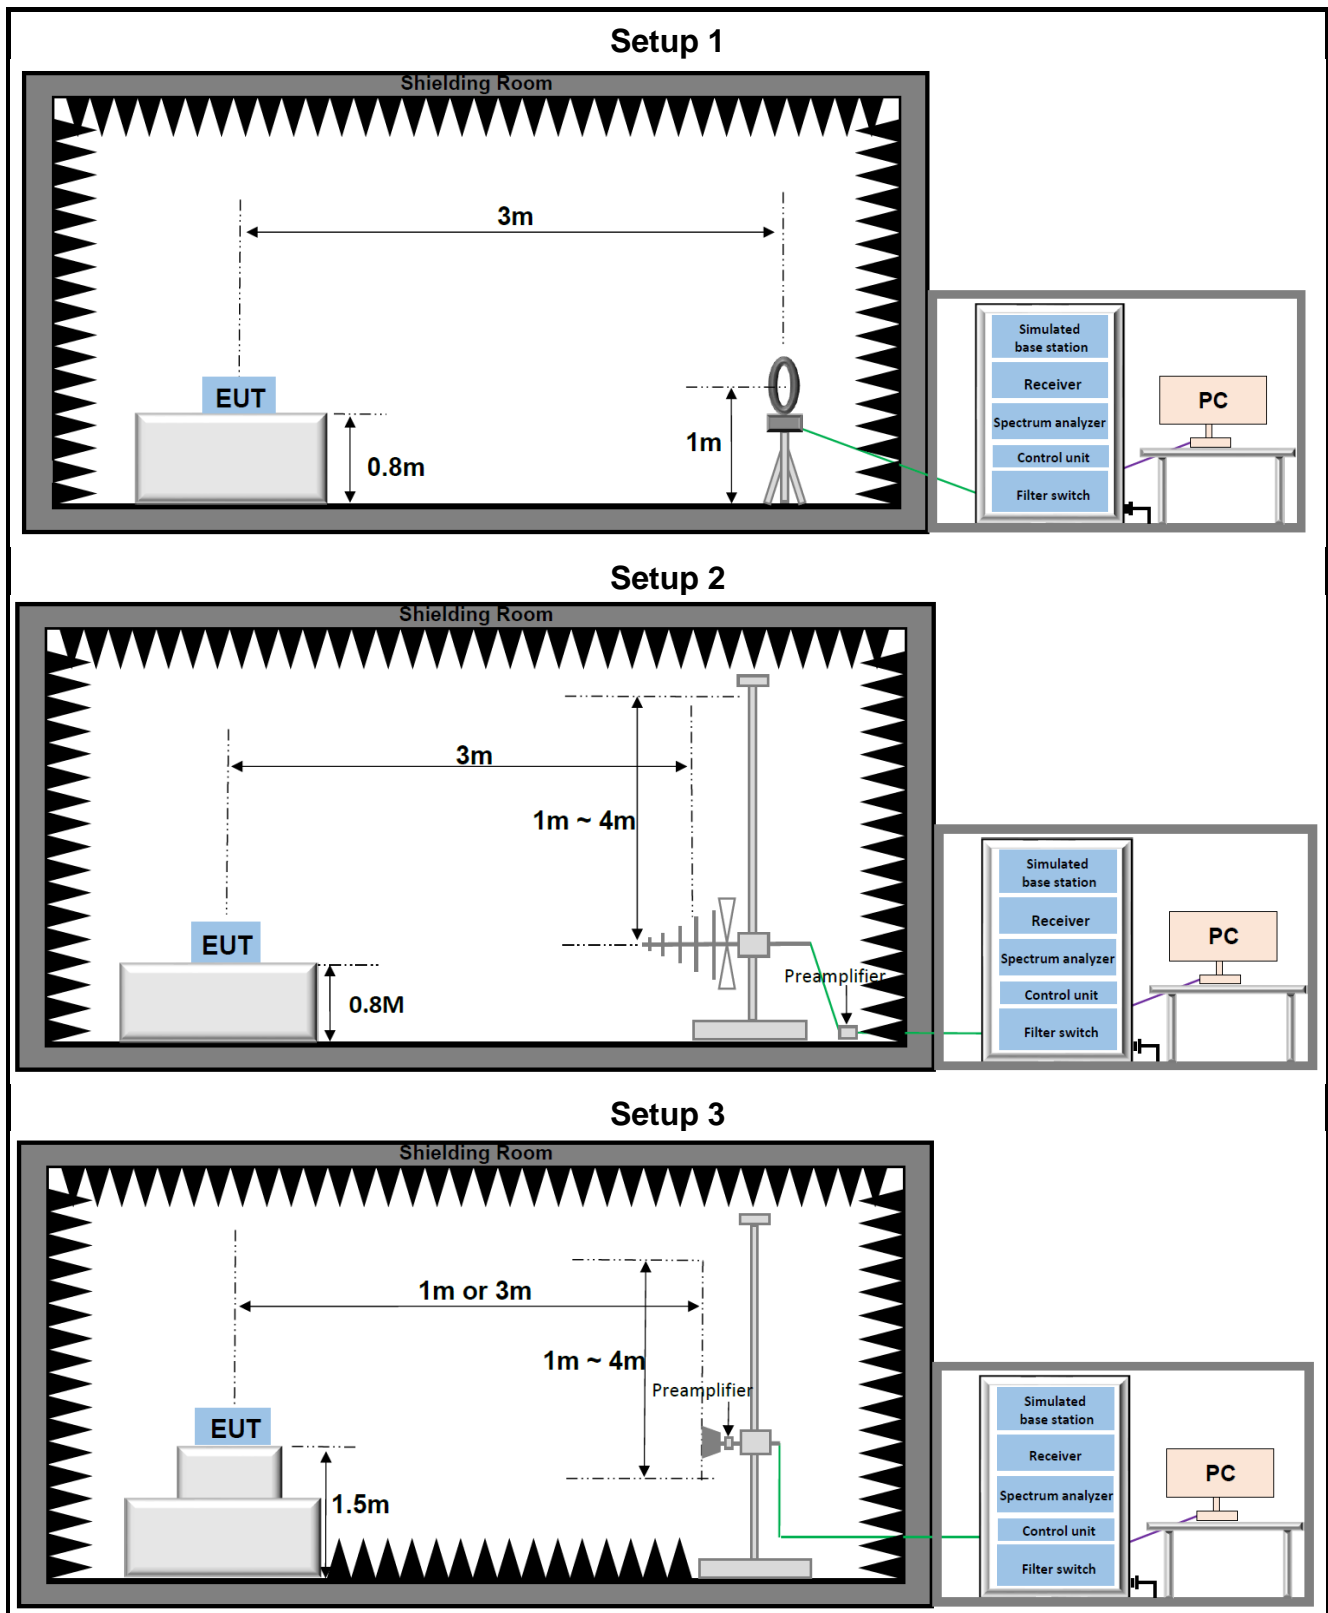 Setup 1
Shielding Room
3m
EUT
0.8m
1m
Simulated
base station
Receiver
Spectrum analyzer
Control unit
Filter switch
PC
Setup 2
Shielding Room
3m
1m ~ 4m
EUT
0.8M
Preamplifier
Simulated
base station
Receiver
Spectrum analyzer
Control unit
Filter switch
PC
Setup 3
Shielding Room
1m or 3m
1m ~ 4m
Preamplifier
EUT
1.5m
Simulated
base station
Receiver
Spectrum analyzer
Control unit
Filter switch
PC